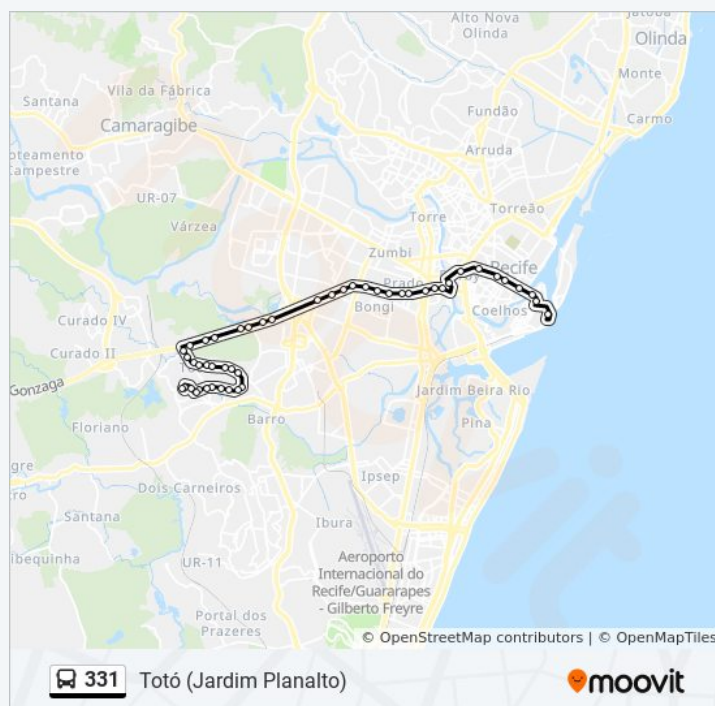 Alto Nova
Olinda
Jatobá
Olinda
Vila da Fábrica
Monte
Santana
Fundão
Carmo
Camaragibe
Arruda
oteamento
Campestre
UR-07
Torreão
Torre
Várzea
Zumbi
Recife
Prado
Curado IV
Bongi
Coelhos
Curado II
Gonzaga
Jardim Beira Rio
Barro
Pina
Floriano
Ipsep
gre
Dois Carneiros
Santana
Ibura
ibequinha
UR-11
Aeroporto
Internacional do
Recife/Guararapes
- Gilberto Freyre
Portal dos
Prazeres
© OpenStreetMap contributors | © OpenMapTiles
331 Totó (Jardim Planalto)
moovit